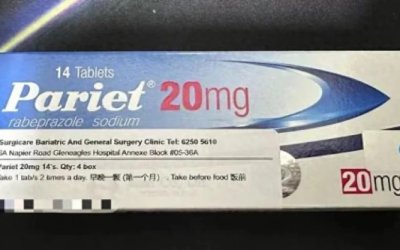 14 Tablets
Pariet® 20mg
rabeprazole sodium
Surgicare Bariatric And General Surgery Clinic Tel: 6250 5610
6A Napier Road Gleneagles Hospital Annexe Block #05-36A
Pariet 20mg 14's. Qty: 4 box
Take 1 tab/s 2 times a day. 早晚一颗 (第一个月) . Take before food 饭前
20mg